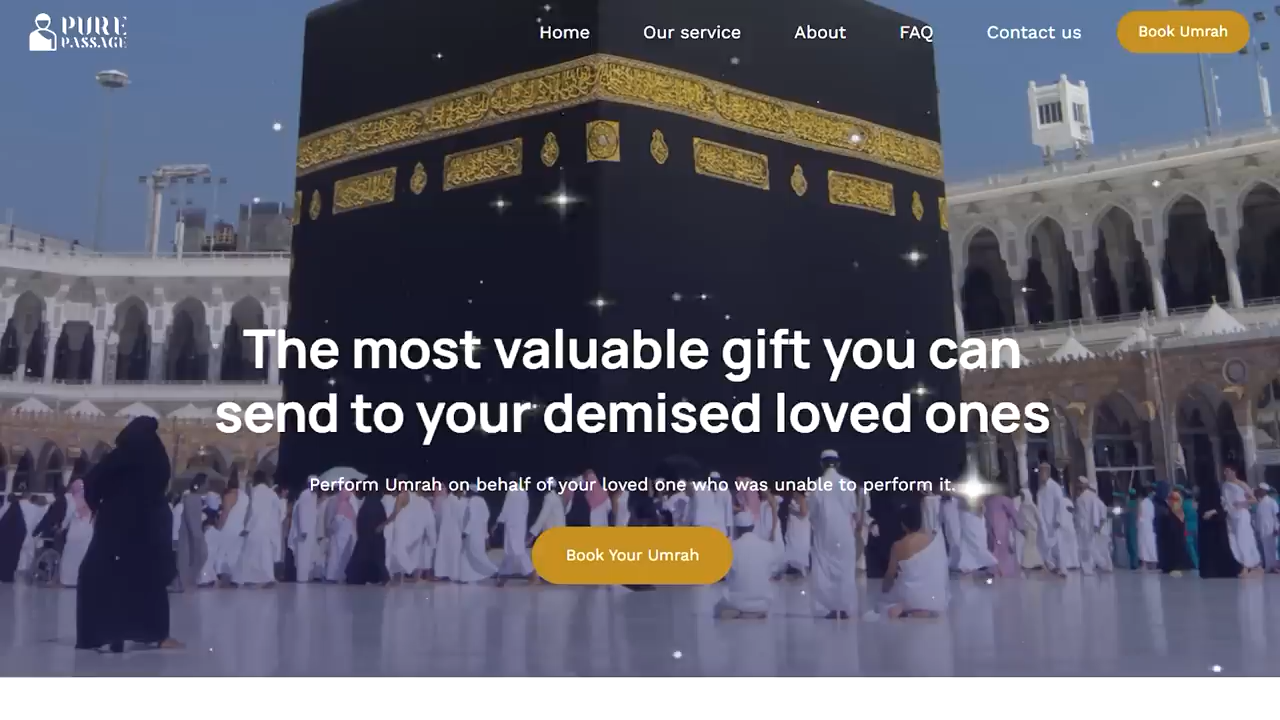 PURE
PASSAGE
Home
Our service
About
FAQ
Contact us
Book Umrah
The most valuable gift you can
send to your demised loved ones
Perform Umrah on behalf of your loved one who was unable to perform it.
Book Your Umrah